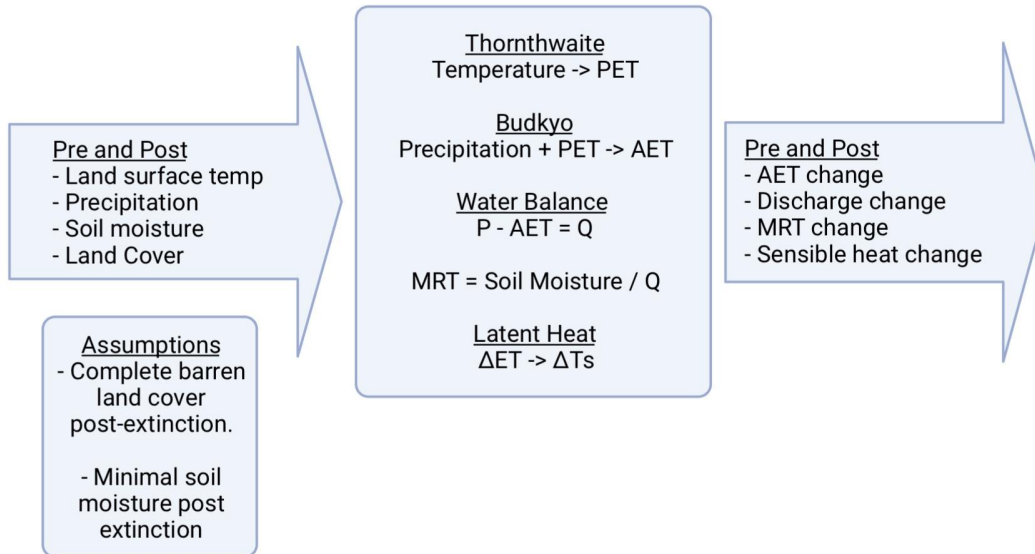 Pre and Post
- Land surface temp
- Precipitation
- Soil moisture
- Land Cover
Assumptions
- Complete barren
land cover
post-extinction.
- Minimal soil
moisture post
extinction
Thornthwaite
Temperature -> PET
Budkyo
Precipitation + PET -> AET
Water Balance
P - AET = Q
MRT = Soil Moisture / Q
Latent Heat
ΔET -> ΔTs
Pre and Post
- AET change
- Discharge change
- MRT change
- Sensible heat change